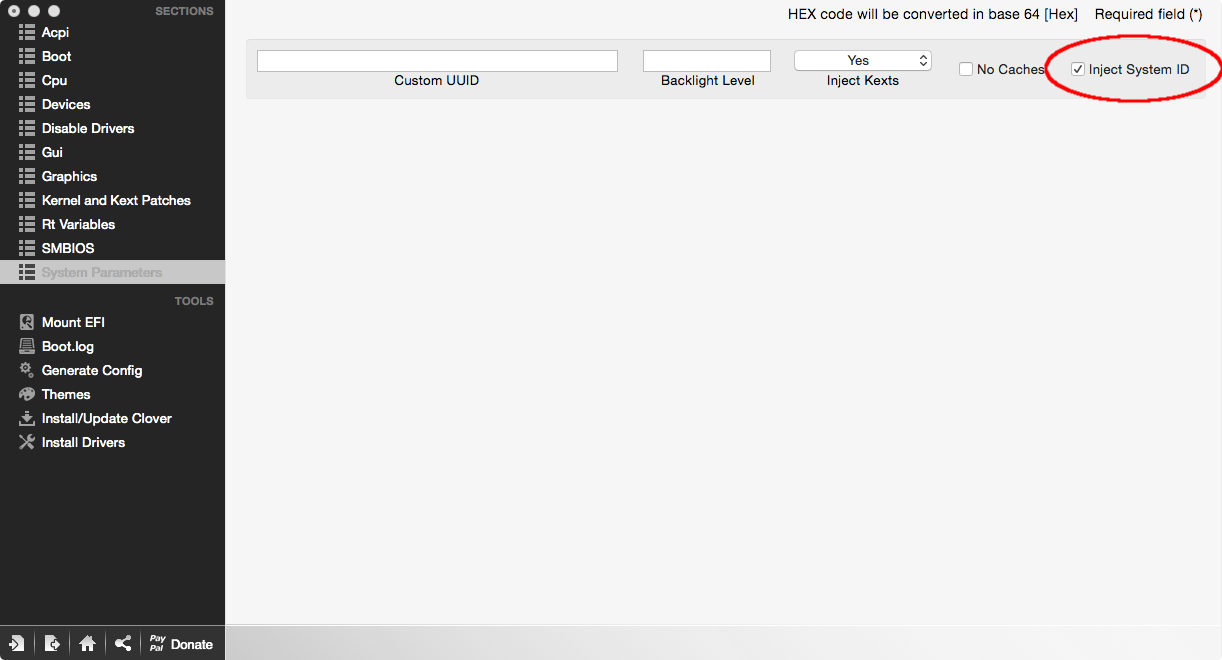 SECTIONS
Acpi
Boot
Cpu
Devices
Disable Drivers
Gui
Graphics
Kernel and Kext Patches
Rt Variables
SMBIOS
System Parameters
TOOLS
Mount EFI
Boot.log
Generate Config
Themes
Install/Update Clover
Install Drivers
Pay
Pal
Donate
HEX code will be converted in base 64 [Hex] Required field (*)
Yes
No Caches Inject System ID
Custom UUID Backlight Level Inject Kexts